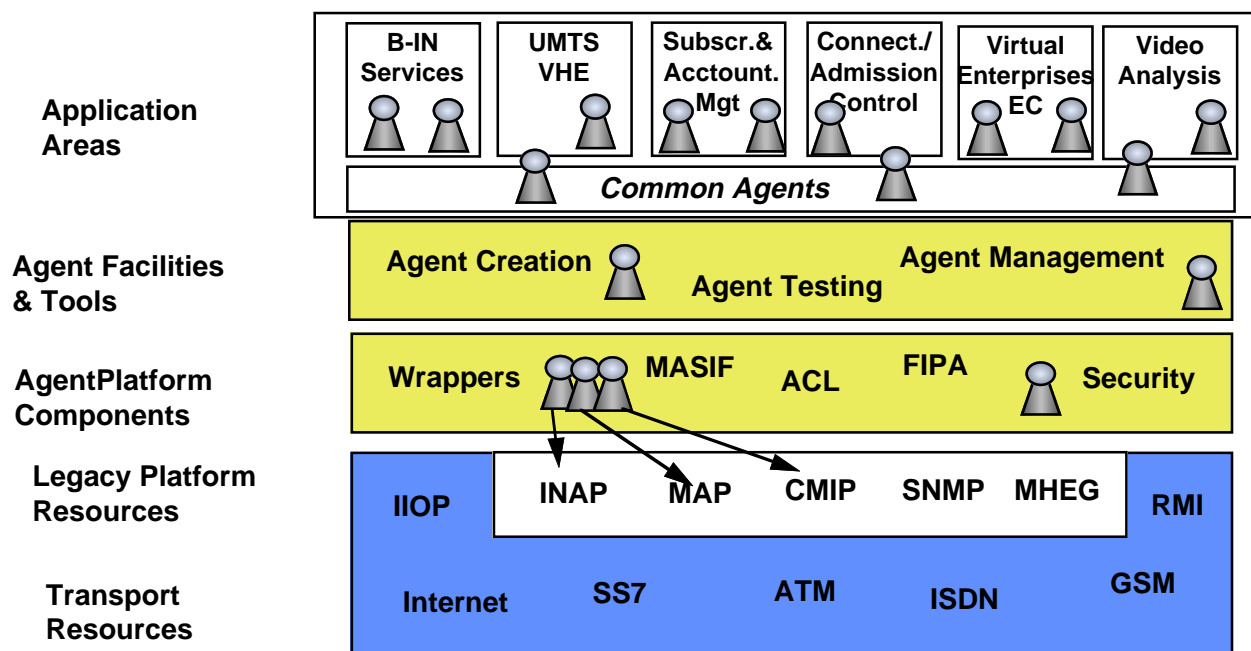 B-IN
Services
UMTS
VHE
Subscr.&
Acctount.
Mgt
Connect./
Admission
Control
Virtual
Enterprises
EC
Video
Analysis
Application
Areas
Common Agents
Agent Facilities
& Tools
Agent Creation
Agent Testing
Agent Management
AgentPlatform
Components
Wrappers
MASIF
ACL
FIPA
Security
Legacy Platform
Resources
IIOP
INAP
MAP
CMIP
SNMP
MHEG
RMI
Transport
Resources
Internet
SS7
ATM
ISDN
GSM